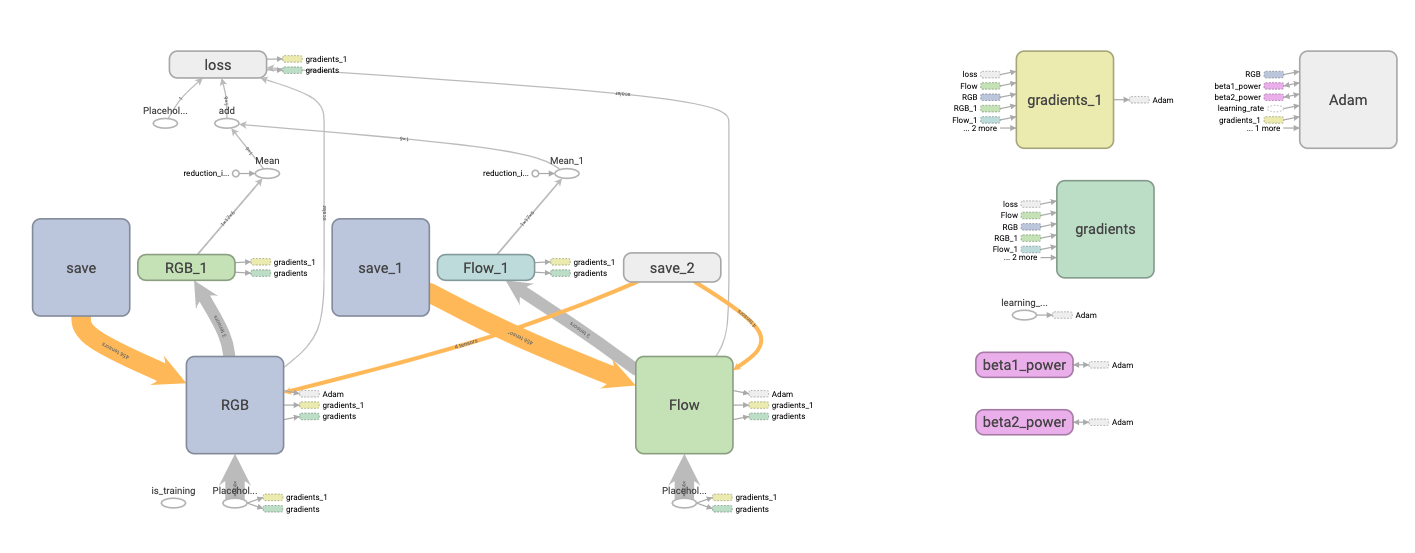 loss
gradients_1
gradients
Placehol...
add
Mean
reduction_i...
Mean_1
reduction_i...
save
RGB_1
gradients_1
gradients
save_1
Flow_1
gradients_1
gradients
save_2
456 tensors
RGB
Adam
gradients_1
gradients
Flow
Adam
gradients_1
gradients
is_training
Placehol...
gradients_1
gradients
Placehol...
gradients_1
gradients
loss
Flow
RGB
RGB_1
Flow_1
... 2 more
gradients_1
Adam
RGB
beta1_power
beta2_power
learning_rate
gradients_1
... 1 more
Adam
loss
Flow
RGB
RGB_1
Flow_1
... 2 more
gradients
learning_...
Adam
beta1_power
Adam
beta2_power
Adam